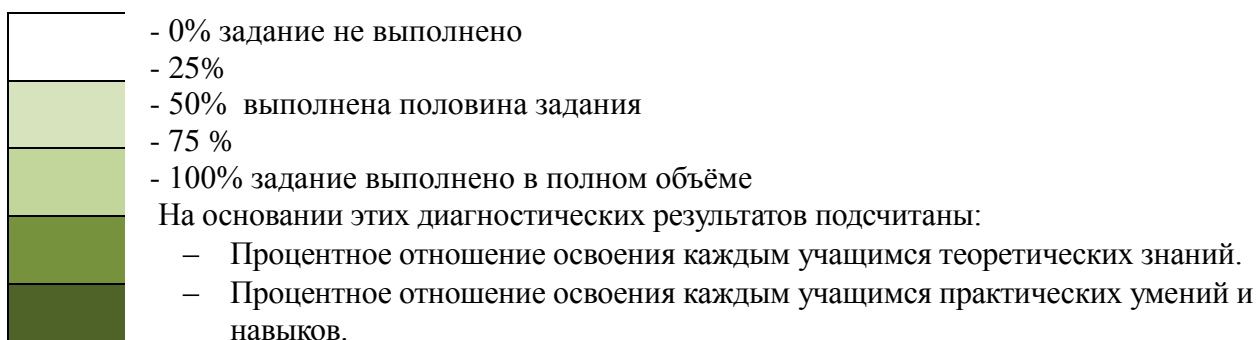 - 0% задание не выполнено
- 25%
- 50% выполнена половина задания
- 75 %
- 100% задание выполнено в полном объёме
На основании этих диагностических результатов подсчитаны:
– Процентное отношение освоения каждым учащимся теоретических знаний.
– Процентное отношение освоения каждым учащимся практических умений и
навыков.